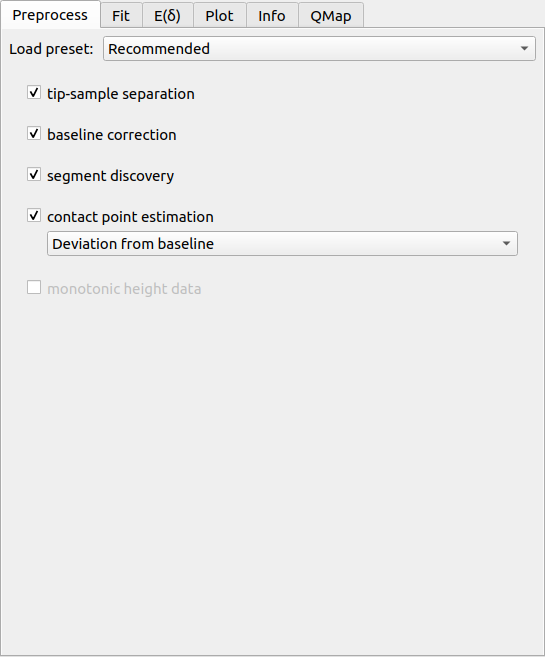 Preprocess Fit E(δ) Plot Info QMap
Load preset: Recommended
tip-sample separation
baseline correction
segment discovery
contact point estimation
Deviation from baseline
monotonic height data